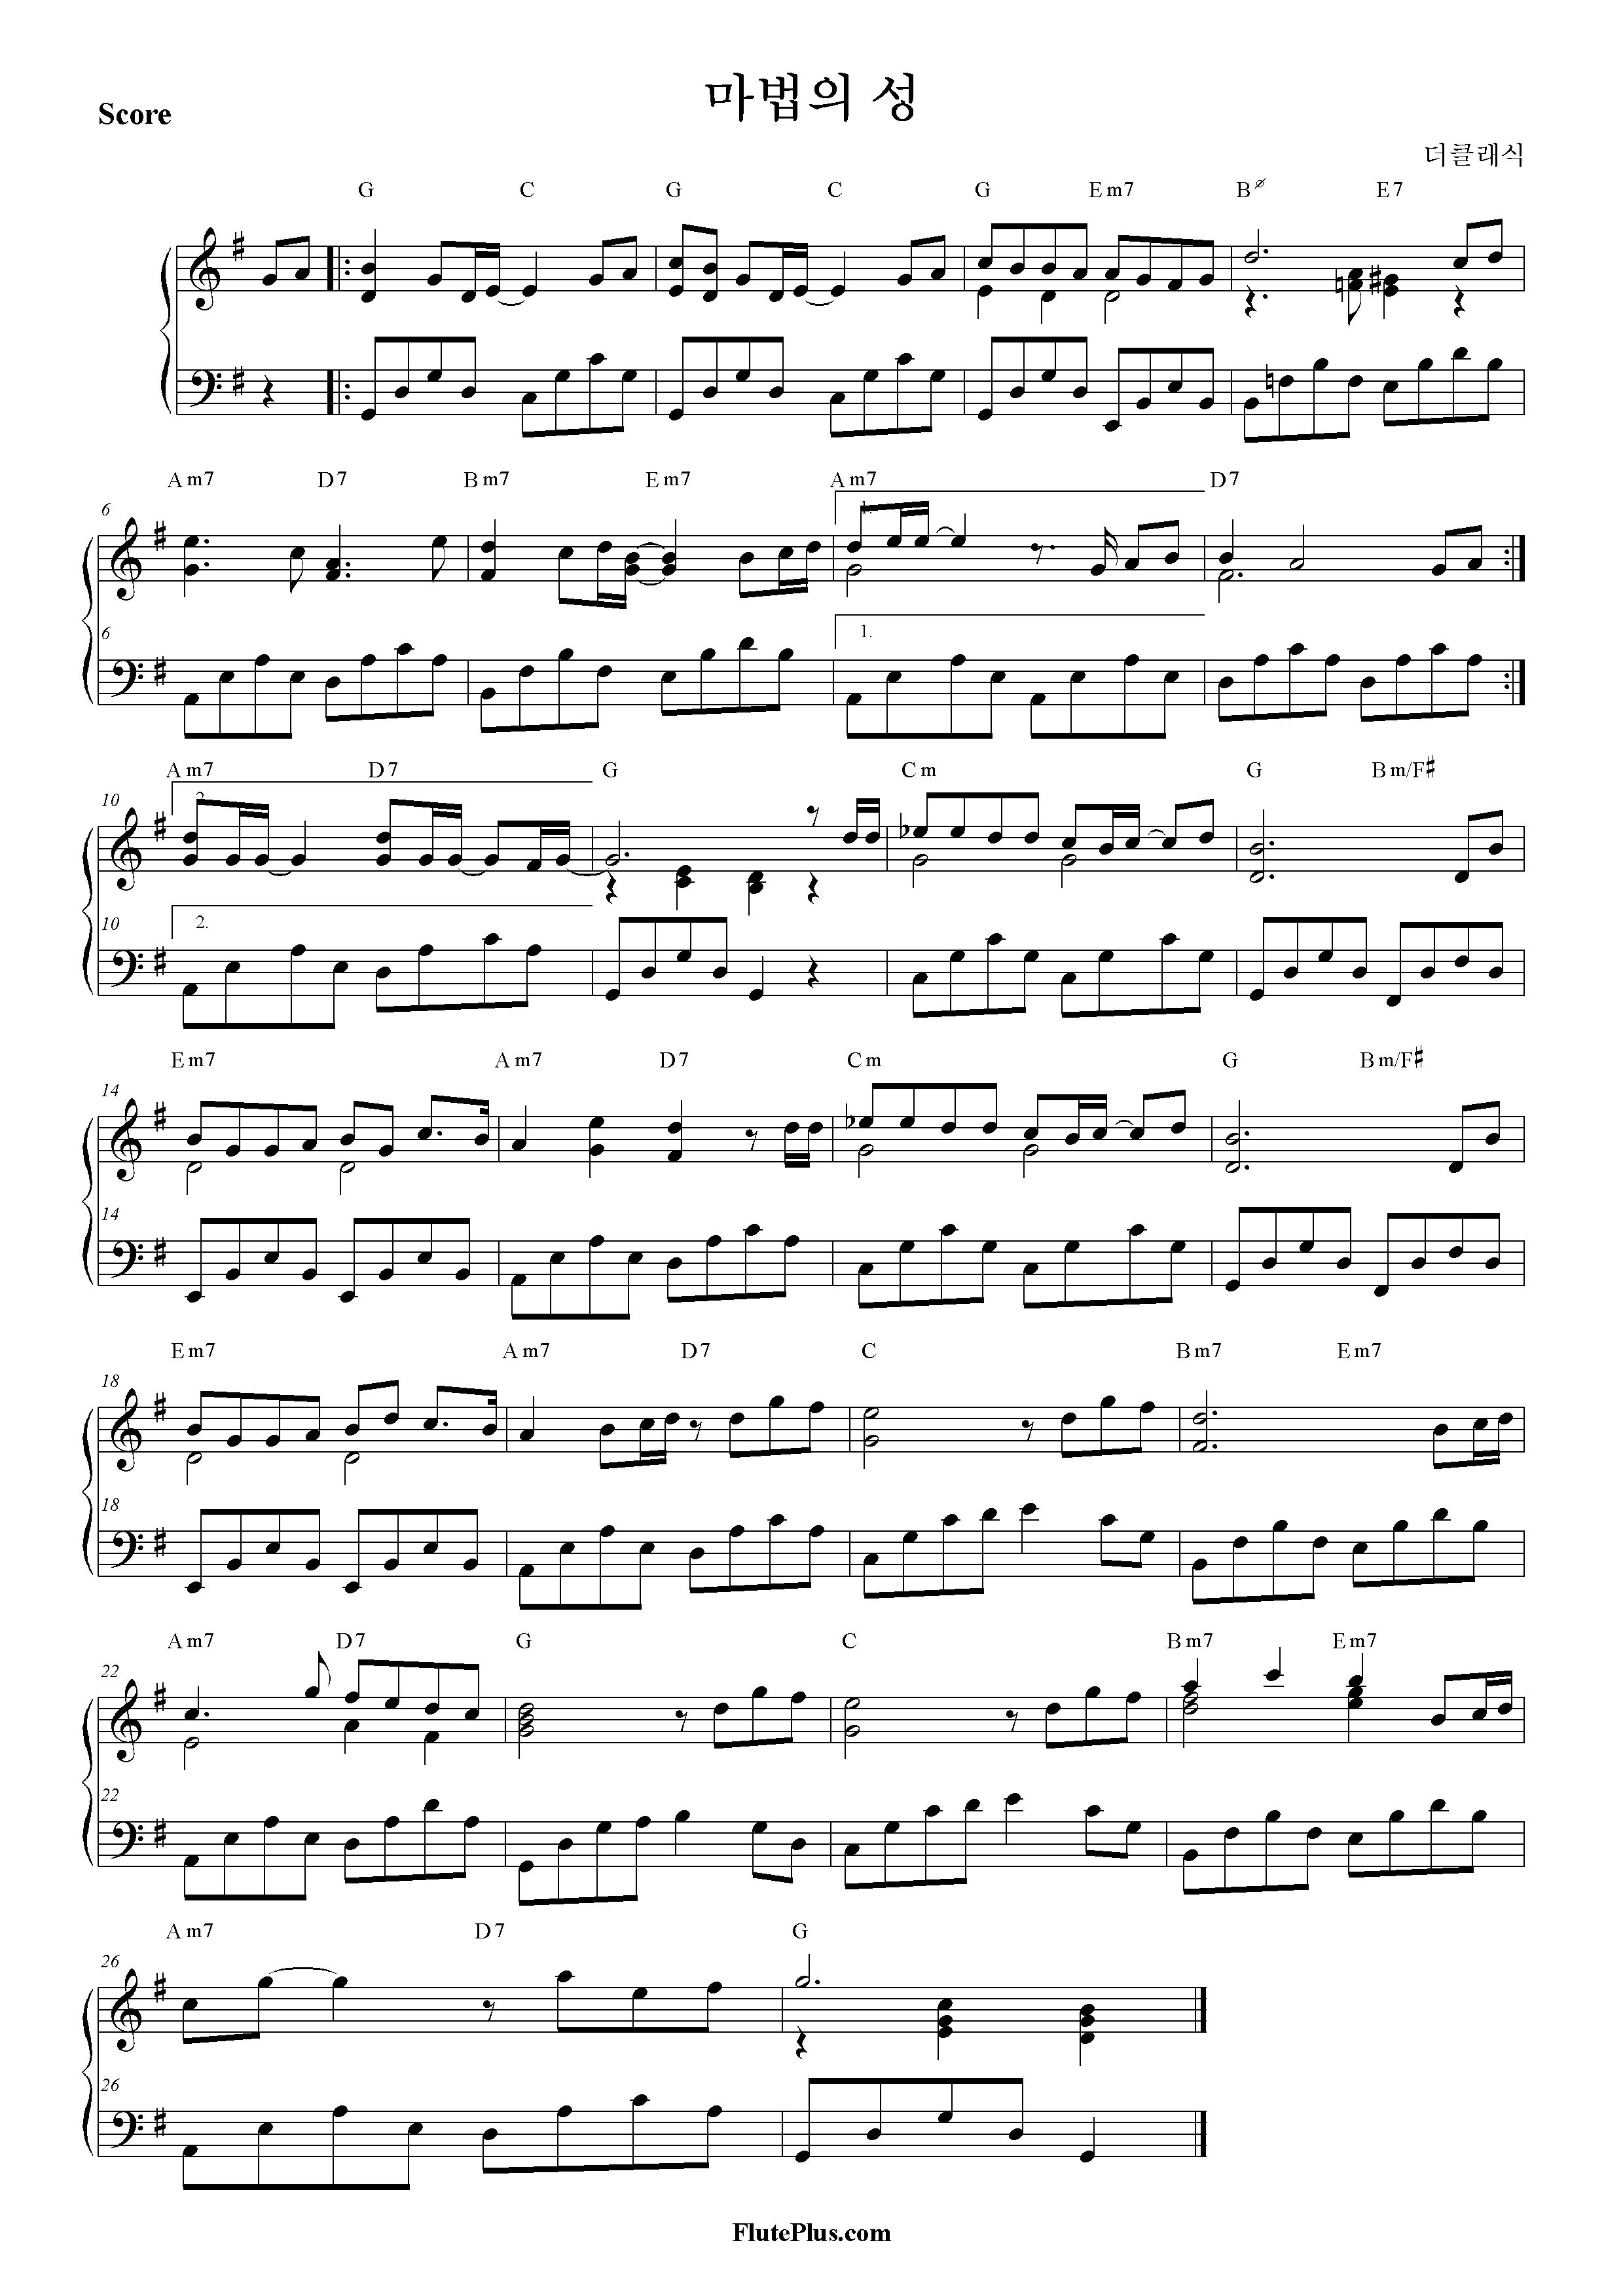 마법의 성
Score
더클래식
G C G C G Em7 BØ E7
6 Am7 D7 Bm7 Em7 Am7 D7
1.
6 1.
10 Am7 D7 G Cm G Bm/F#
2.
10 2.
14 Em7 Am7 D7 Cm G Bm/F#
14
18 Em7 Am7 D7 C Bm7 Em7
18
22 Am7 D7 G C Bm7 Em7
22
26 Am7 D7 G
26
FlutePlus.com